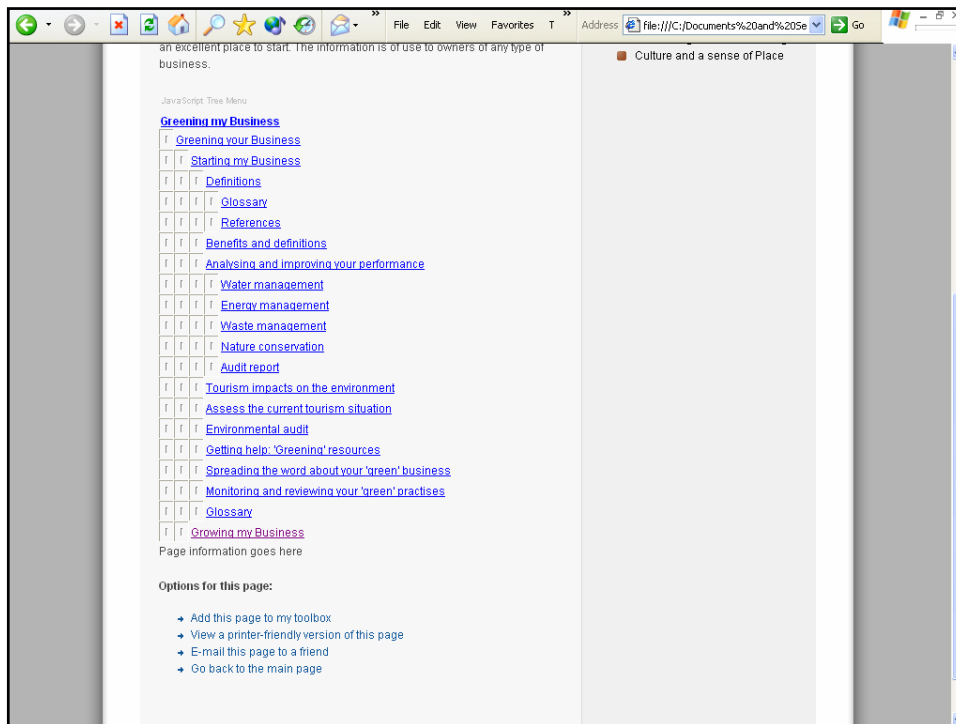 » File Edit View Favorites T » Address file:///C:/Documents%20and%20Se Go
an excellent place to start. The information is of use to owners of any type of
business.
Culture and a sense of Place
JavaScript Tree Menu
Greening my Business
Greening your Business
Starting my Business
Definitions
Glossary
References
Benefits and definitions
Analysing and improving your performance
Water management
Energy management
Waste management
Nature conservation
Audit report
Tourism impacts on the environment
Assess the current tourism situation
Environmental audit
Getting help: 'Greening' resources
Spreading the word about your 'green' business
Monitoring and reviewing your 'green' practises
Glossary
Growing my Business
Page information goes here
Options for this page:
Add this page to my toolbox
View a printer-friendly version of this page
E-mail this page to a friend
Go back to the main page